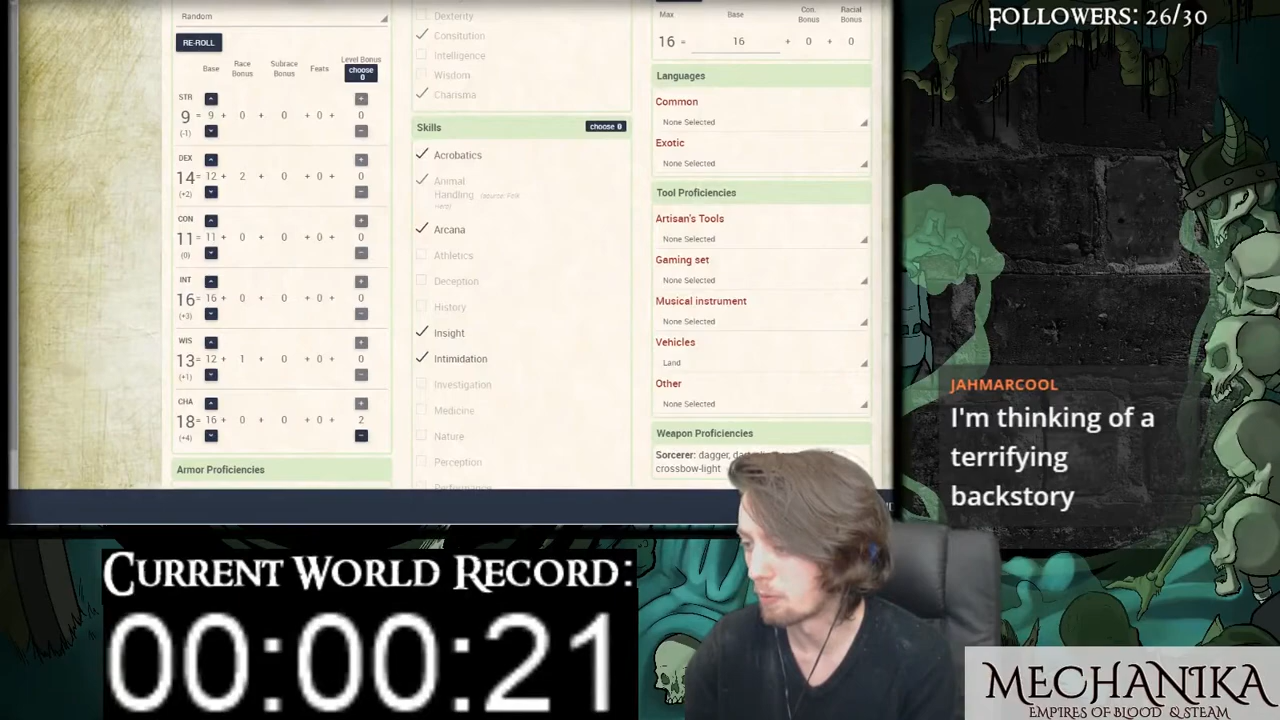 Random
RE-ROLL
Base Race Bonus Subrace Bonus Feats Level Bonus
choose 0
STR
9 = 9 + 0 + 0 + 0 + 0
(-1)
DEX
14 = 12 + 2 + 0 + 0 + 0
(+2)
CON
11 = 11 + 0 + 0 + 0 + 0
(0)
INT
16 = 16 + 0 + 0 + 0 + 0
(+3)
WIS
13 = 12 + 1 + 0 + 0 + 0
(+1)
CHA
18 = 16 + 0 + 0 + 0 + 2
(+4)
Armor Proficiencies
Dexterity
Consitution
Intelligence
Wisdom
Charisma
Skills choose 0
Acrobatics
Animal
Handling
Arcana
Athletics
Deception
History
Insight
Intimidation
Investigation
Medicine
Nature
Perception
Performance
Max Base Con. Bonus Racial Bonus
16 = 16 + 0 + 0
Languages
Common
None Selected
Exotic
None Selected
Tool Proficiencies
Artisan's Tools
None Selected
Gaming set
None Selected
Musical instrument
None Selected
Vehicles
Land
Other
None Selected
Weapon Proficiencies
Sorcerer: dagger,
crossbow-light
FOLLOWERS: 26/30
JAHMARCOOL
I'm thinking of a
terrifying
backstory
CURRENT WORLD RECORD:
00:00:21
MECHANIKA
EMPIRES OF BLOOD & STEAM